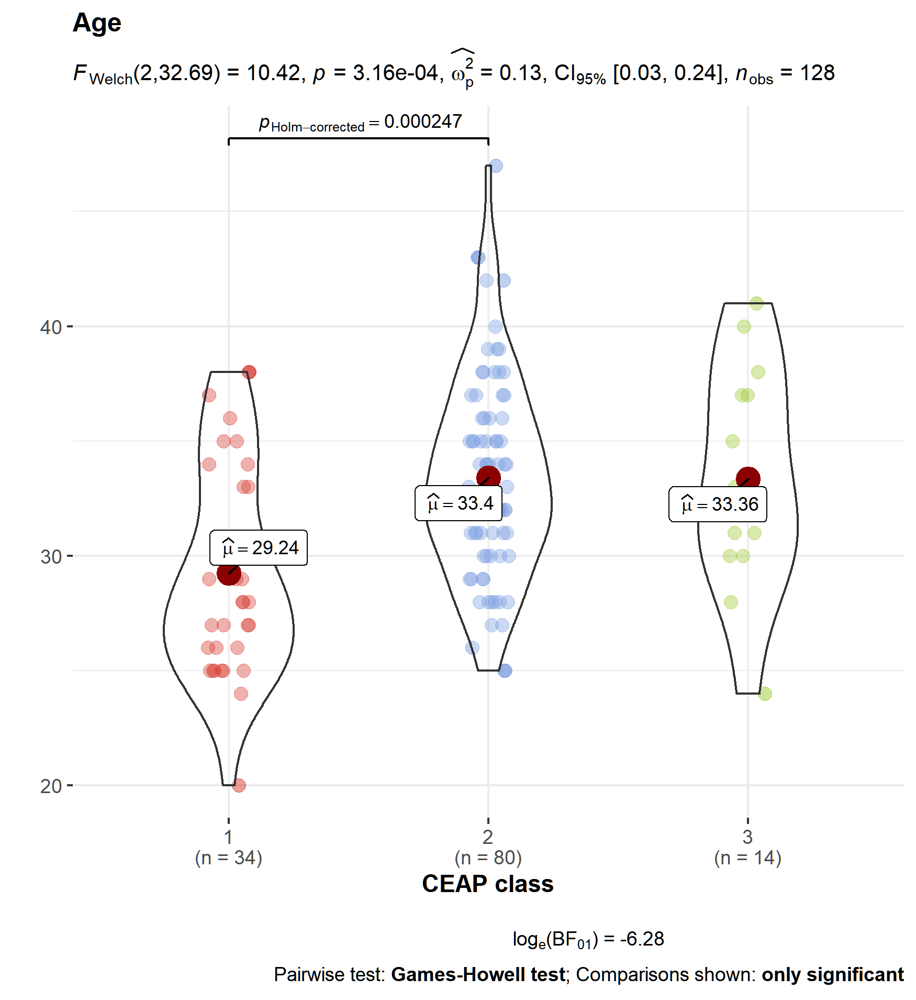 Age
F Welch(2,32.69) = 10.42, p = 3.16e-04, ω̂²p = 0.13, CI95% [0.03, 0.24], nobs = 128
pHolm−corrected = 0.000247
40
30
20
μ̂ = 29.24
μ̂ = 33.4
μ̂ = 33.36
1 2 3
(n = 34) (n = 80) (n = 14)
CEAP class
loge(BF01) = -6.28
Pairwise test: Games-Howell test; Comparisons shown: only significant